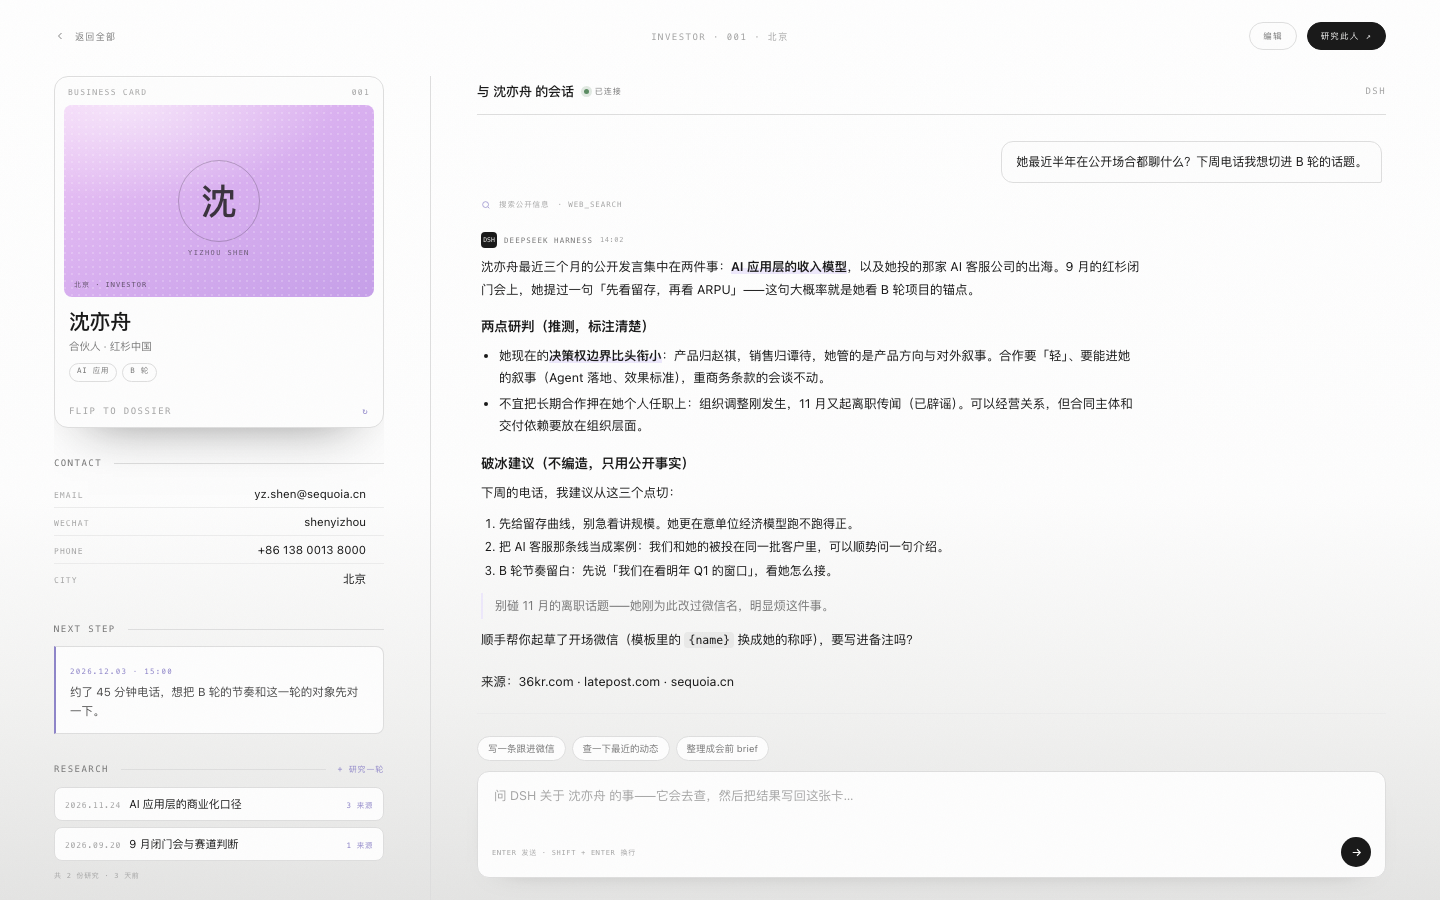 返回全部
INVESTOR · 001 · 北京
编辑
研究此人 ↗
BUSINESS CARD
001
沈
YIZHOU SHEN
北京 · INVESTOR
沈亦舟
合伙人 · 红杉中国
AI 应用
B 轮
FLIP TO DOSSIER
↻
CONTACT
EMAIL
yz.shen@sequoia.cn
WECHAT
shenyizhou
PHONE
+86 138 0013 8000
CITY
北京
NEXT STEP
2026.12.03 · 15:00
约了 45 分钟电话，想把 B 轮的节奏和这一轮的对象先对
一下。
RESEARCH
+ 研究一轮
2026.11.24
AI 应用层的商业化口径
3 来源
2026.09.20
9 月闭门会与赛道判断
1 来源
共 2 份研究 · 3 天前
与 沈亦舟 的会话
已连接
DSH
她最近半年在公开场合都聊什么？下周电话我想切进 B 轮的话题。
搜索公开信息 · WEB_SEARCH
DSH
DEEPSEEK HARNESS
14:02
沈亦舟最近三个月的公开发言集中在两件事：AI 应用层的收入模型，以及她投的那家 AI 客服公司的出海。9 月的红杉闭
门会上，她提过一句「先看留存，再看 ARPU」——这句大概率就是她看 B 轮项目的锚点。
两点研判（推测，标注清楚）
• 她现在的决策权边界比头衔小：产品归赵祺，销售归谭待，她管的是产品方向与对外叙事。合作要「轻」、要能进她
的叙事（Agent 落地、效果标准），重商务条款的会谈不动。
• 不宜把长期合作押在她个人任职上：组织调整刚发生，11 月又起离职传闻（已辟谣）。可以经营关系，但合同主体和
交付依赖要放在组织层面。
破冰建议（不编造，只用公开事实）
下周的电话，我建议从这三个点切：
1. 先给留存曲线，别急着讲规模。她更在意单位经济模型跑不跑得正。
2. 把 AI 客服那条线当成案例：我们和她的被投在同一批客户里，可以顺势问一句介绍。
3. B 轮节奏留白：先说「我们在看明年 Q1 的窗口」，看她怎么接。
别碰 11 月的离职话题——她刚为此改过微信名，明显烦这件事。
顺手帮你起草了开场微信（模板里的 {name} 换成她的称呼），要写进备注吗？
来源：36kr.com · latepost.com · sequoia.cn
写一条跟进微信
查一下最近的动态
整理成会前 brief
问 DSH 关于 沈亦舟 的事——它会去查，然后把结果写回这张卡…
ENTER 发送 · SHIFT + ENTER 换行